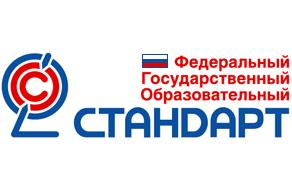 Федеральный
Государственный
Образовательный
СТАНДАРТ